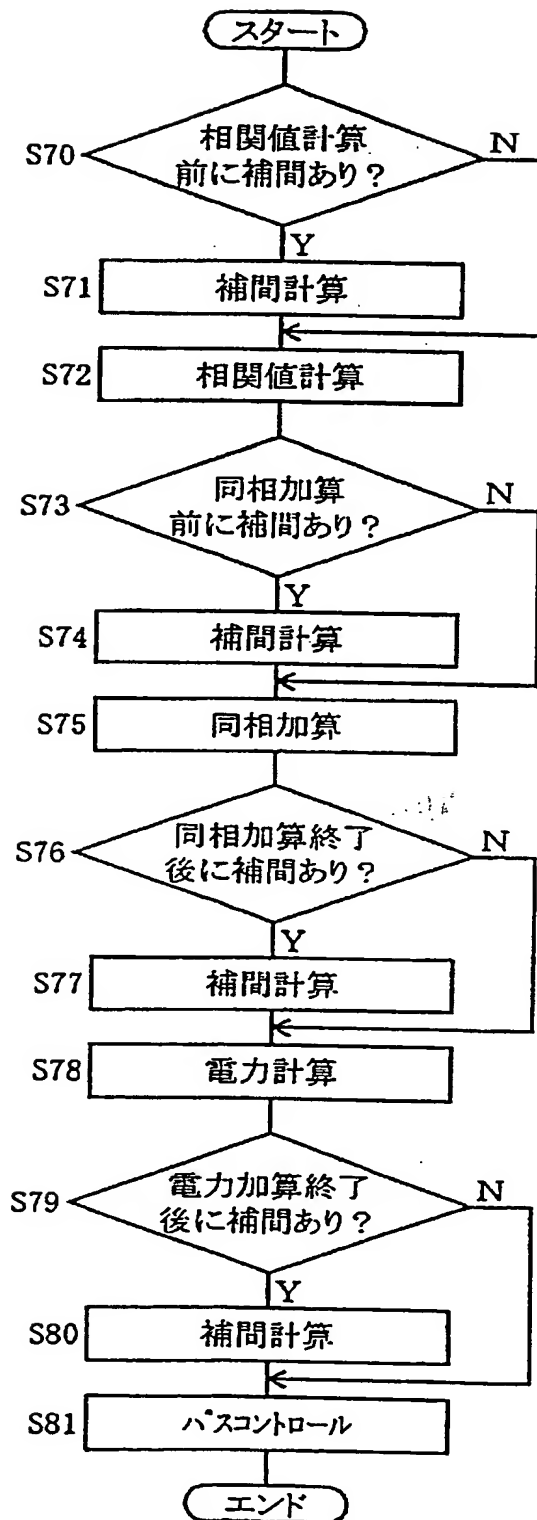 スタート
S70
相関値計算
前に補間あり?
N
Y
S71
補間計算
S72
相関値計算
S73
同相加算
前に補間あり?
N
Y
S74
補間計算
S75
同相加算
S76
同相加算終了
後に補間あり?
N
Y
S77
補間計算
S78
電力計算
S79
電力加算終了
後に補間あり?
N
Y
S80
補間計算
S81
パスコントロール
エンド